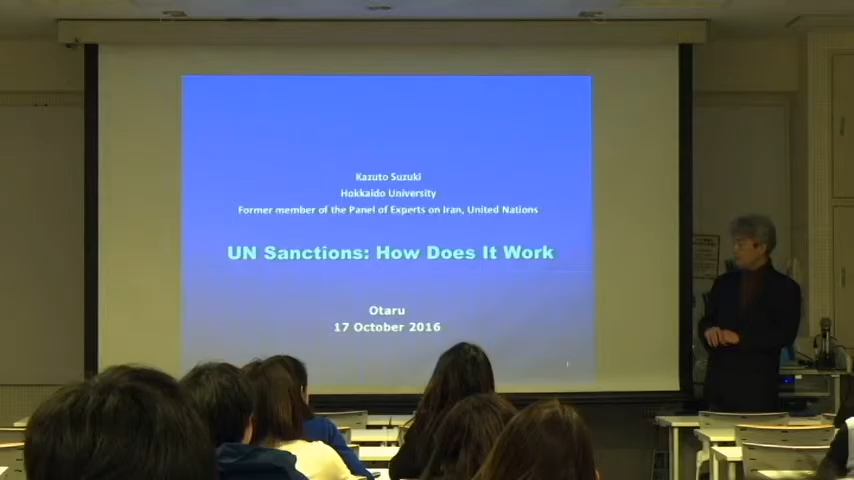 Kazuto Suzuki
Hokkaido University
Former member of the Panel of Experts on Iran, United Nations
UN Sanctions: How Does It Work
Otaru
17 October 2016